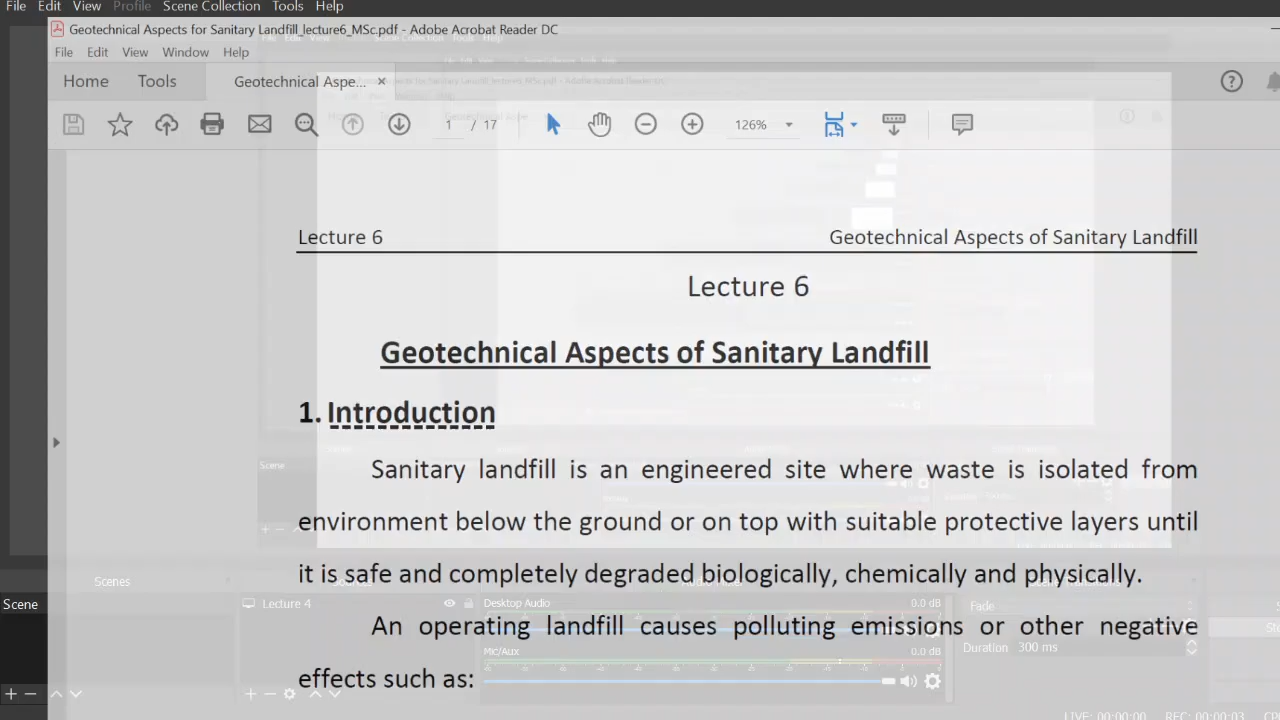 File Edit View Profile Scene Collection Tools Help
Geotechnical Aspects for Sanitary Landfill_lecture6_MSc.pdf - Adobe Acrobat Reader DC
File Edit View Window Help
Home Tools Geotechnical Aspe... ×
1 / 17 126%
Lecture 6 Geotechnical Aspects of Sanitary Landfill
Lecture 6
Geotechnical Aspects of Sanitary Landfill
1. Introduction
Sanitary landfill is an engineered site where waste is isolated from
environment below the ground or on top with suitable protective layers until
it is safe and completely degraded biologically, chemically and physically.
An operating landfill causes polluting emissions or other negative
effects such as:
Scenes
Scene
Lecture 4
Desktop Audio 0.0 dB
Mic/Aux 0.0 dB
Fade
Duration 300 ms
LIVE: 00:00:00 REC: 00:00:03